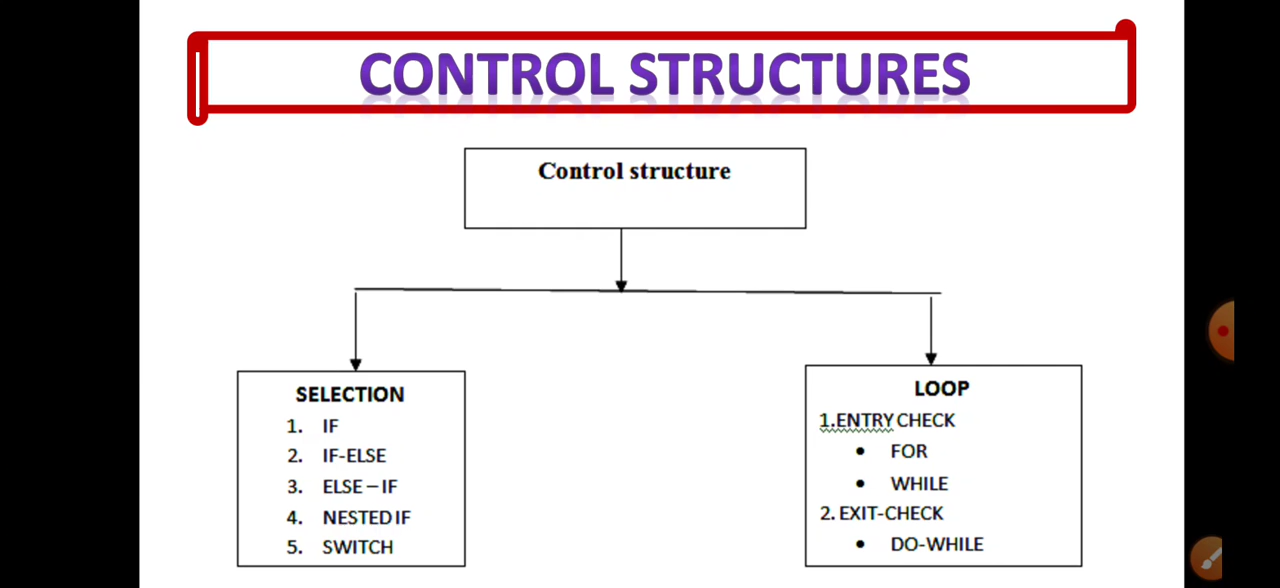 CONTROL STRUCTURES
Control structure
SELECTION
1. IF
2. IF-ELSE
3. ELSE – IF
4. NESTED IF
5. SWITCH
LOOP
1.ENTRY CHECK
• FOR
• WHILE
2. EXIT-CHECK
• DO-WHILE